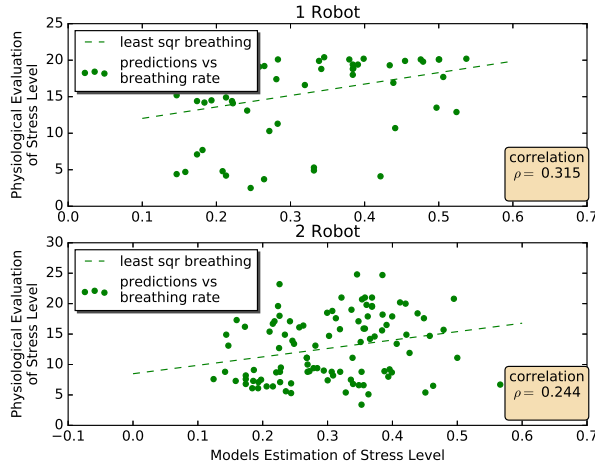 1 Robot
25
20
15
10
5
0
Physiological Evaluation
of Stress Level
least sqr breathing
predictions vs
breathing rate
correlation
ρ = 0.315
0.0 0.1 0.2 0.3 0.4 0.5 0.6 0.7
2 Robot
30
25
20
15
10
5
0
Physiological Evaluation
of Stress Level
least sqr breathing
predictions vs
breathing rate
correlation
ρ = 0.244
−0.1 0.0 0.1 0.2 0.3 0.4 0.5 0.6 0.7
Models Estimation of Stress Level